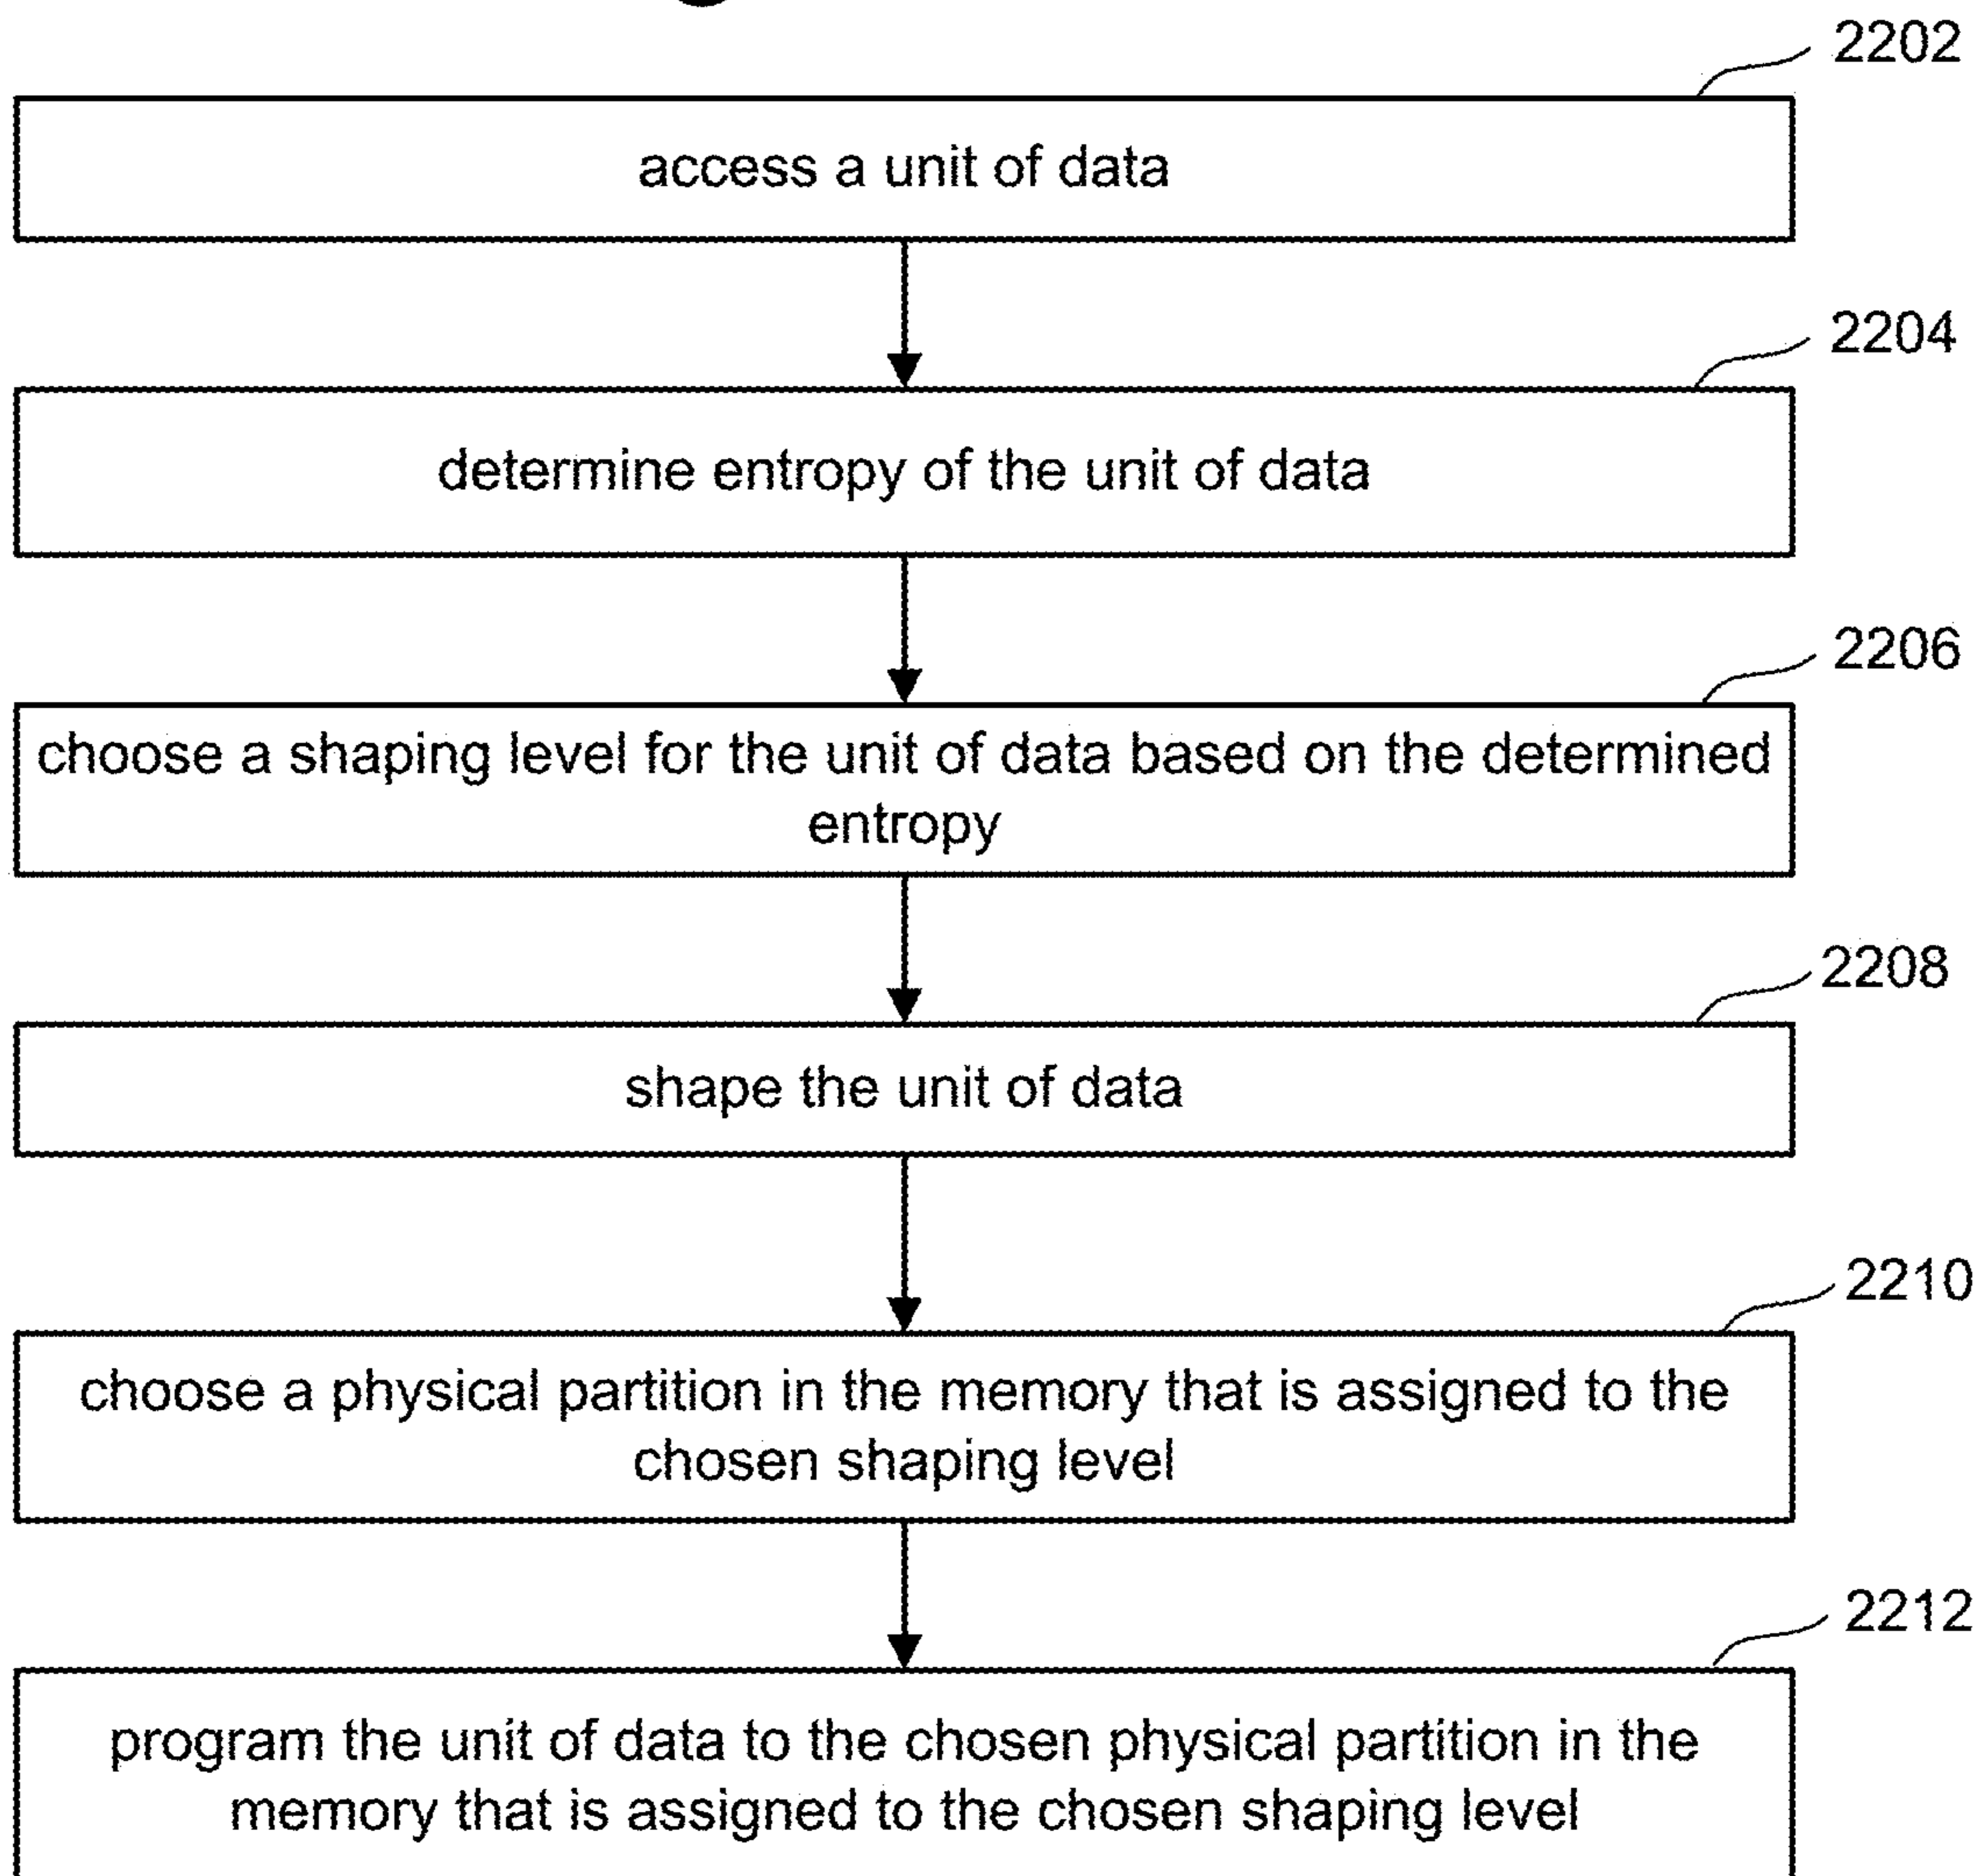 2202
access a unit of data
2204
determine entropy of the unit of data
2206
choose a shaping level for the unit of data based on the determined
entropy
2208
shape the unit of data
2210
choose a physical partition in the memory that is assigned to the
chosen shaping level
2212
program the unit of data to the chosen physical partition in the
memory that is assigned to the chosen shaping level